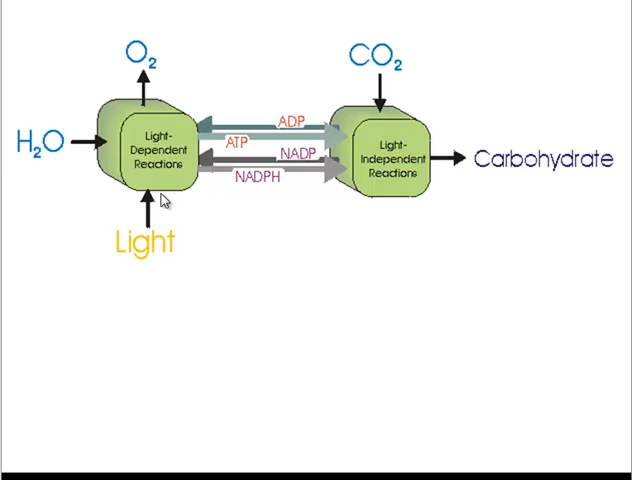 O₂
CO₂
H₂O
Light-
Dependent
Reactions
ADP
ATP
NADP
NADPH
Light-
Independent
Reactions
Carbohydrate
Light